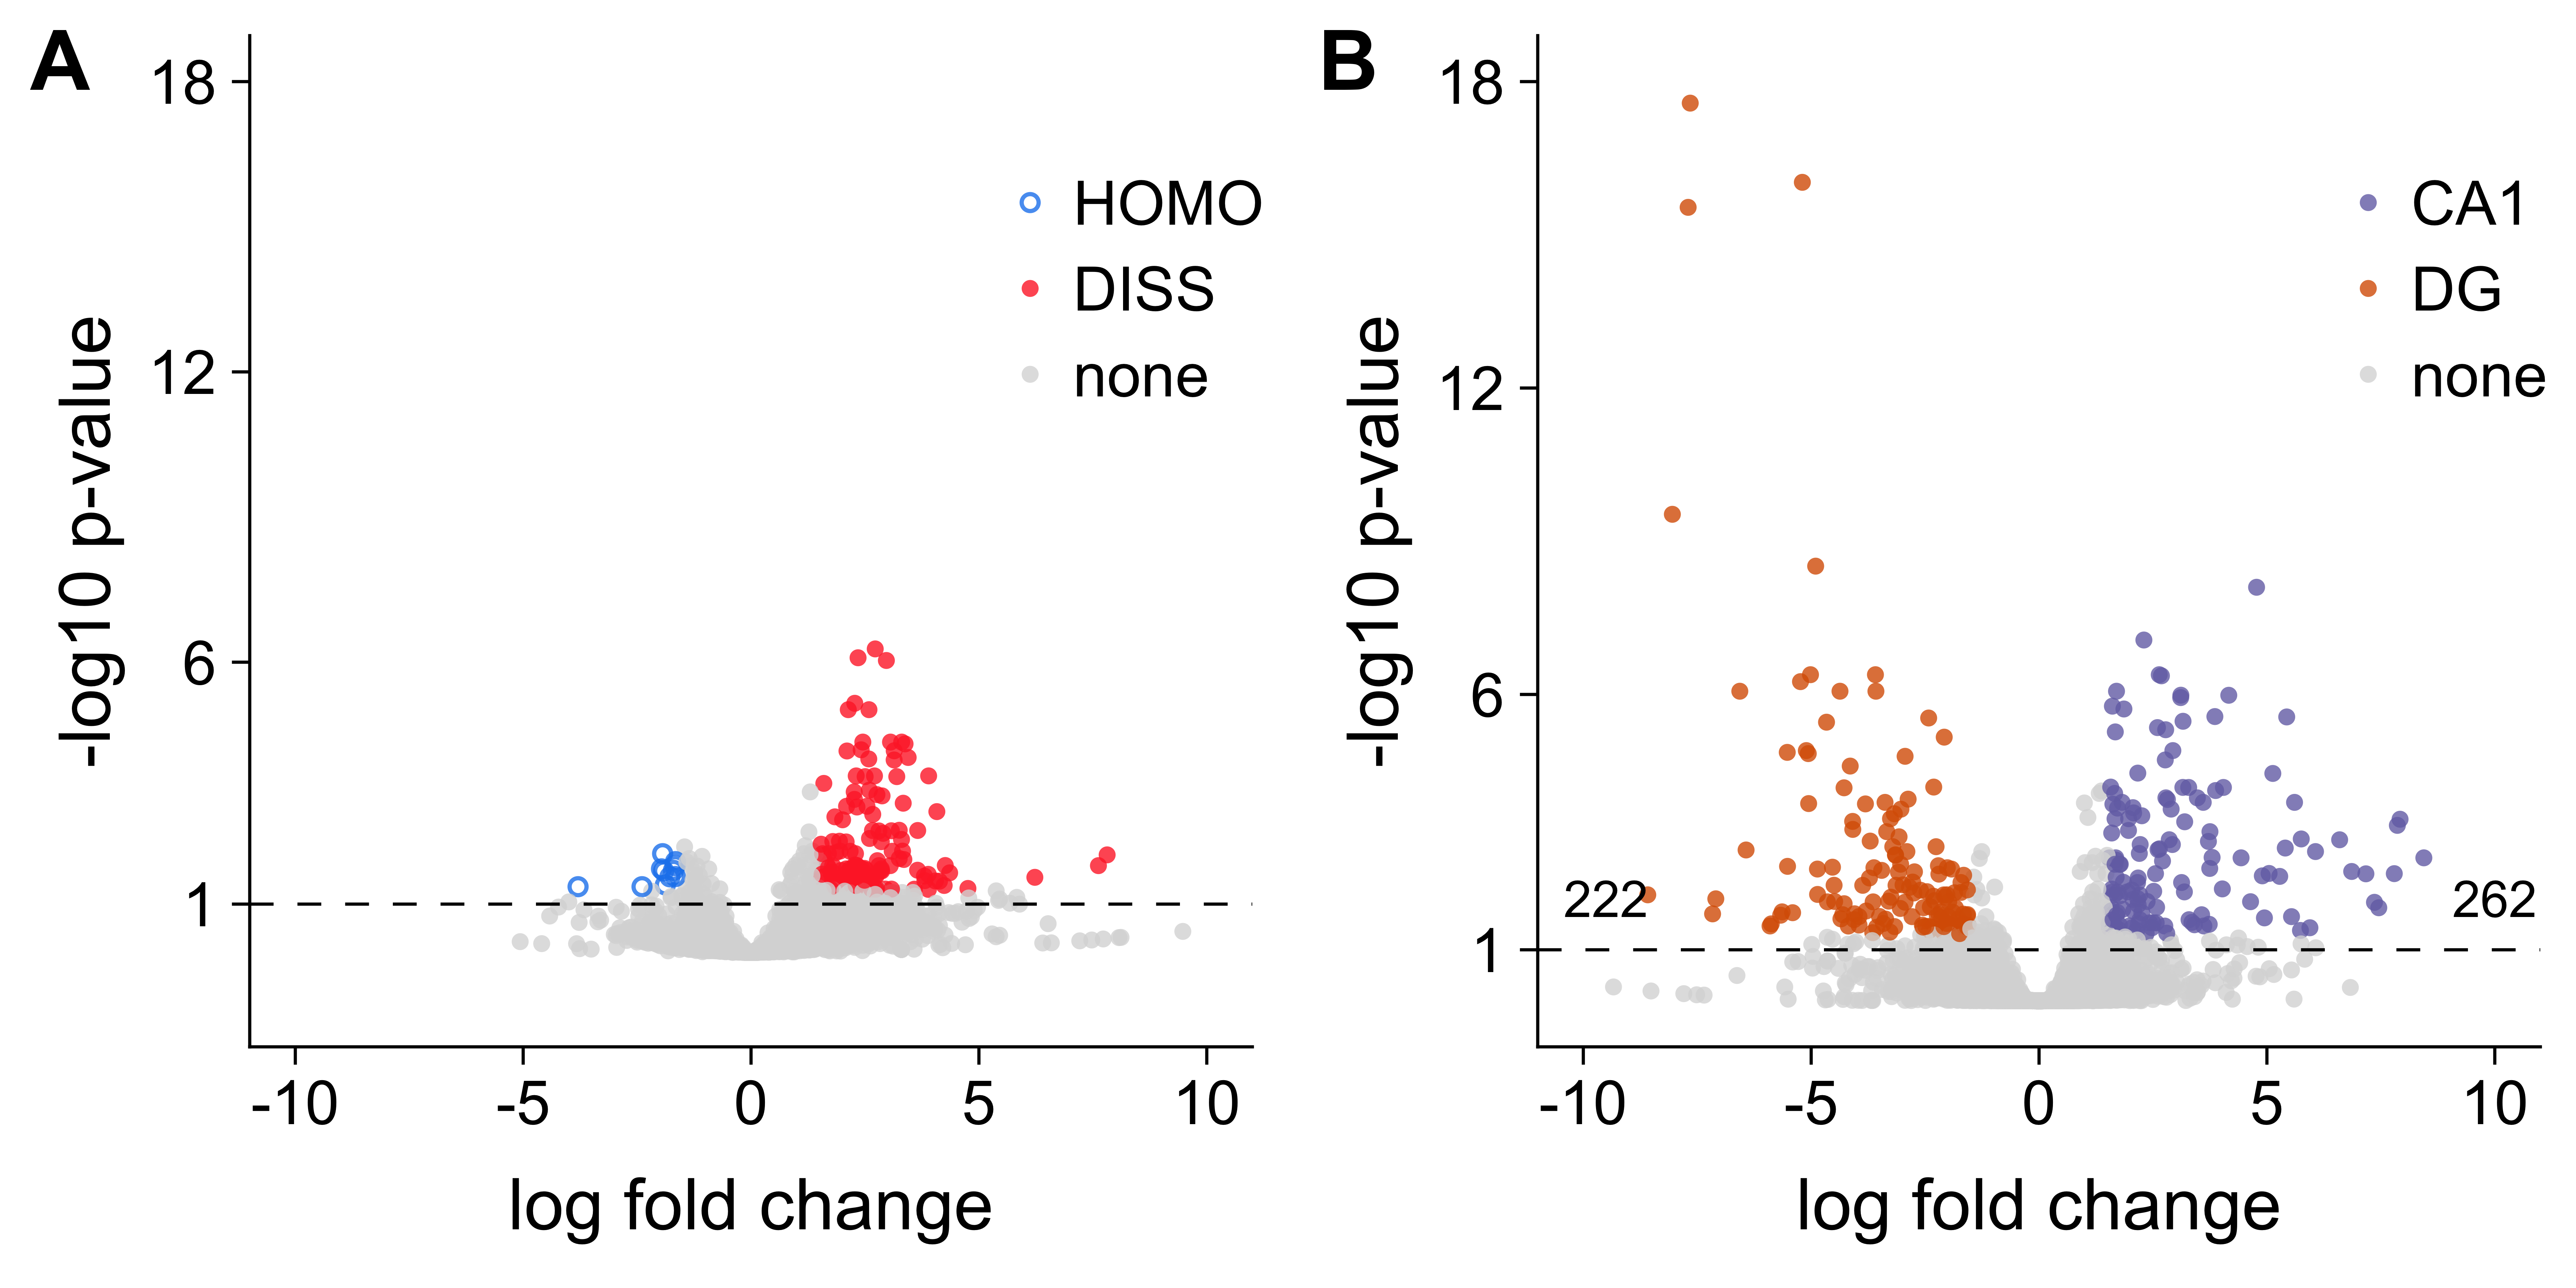 A
18
12
6
1
-log10 p-value
HOMO
DISS
none
-10 -5 0 5 10
log fold change
B
18
12
6
1
-log10 p-value
CA1
DG
none
222
262
-10 -5 0 5 10
log fold change